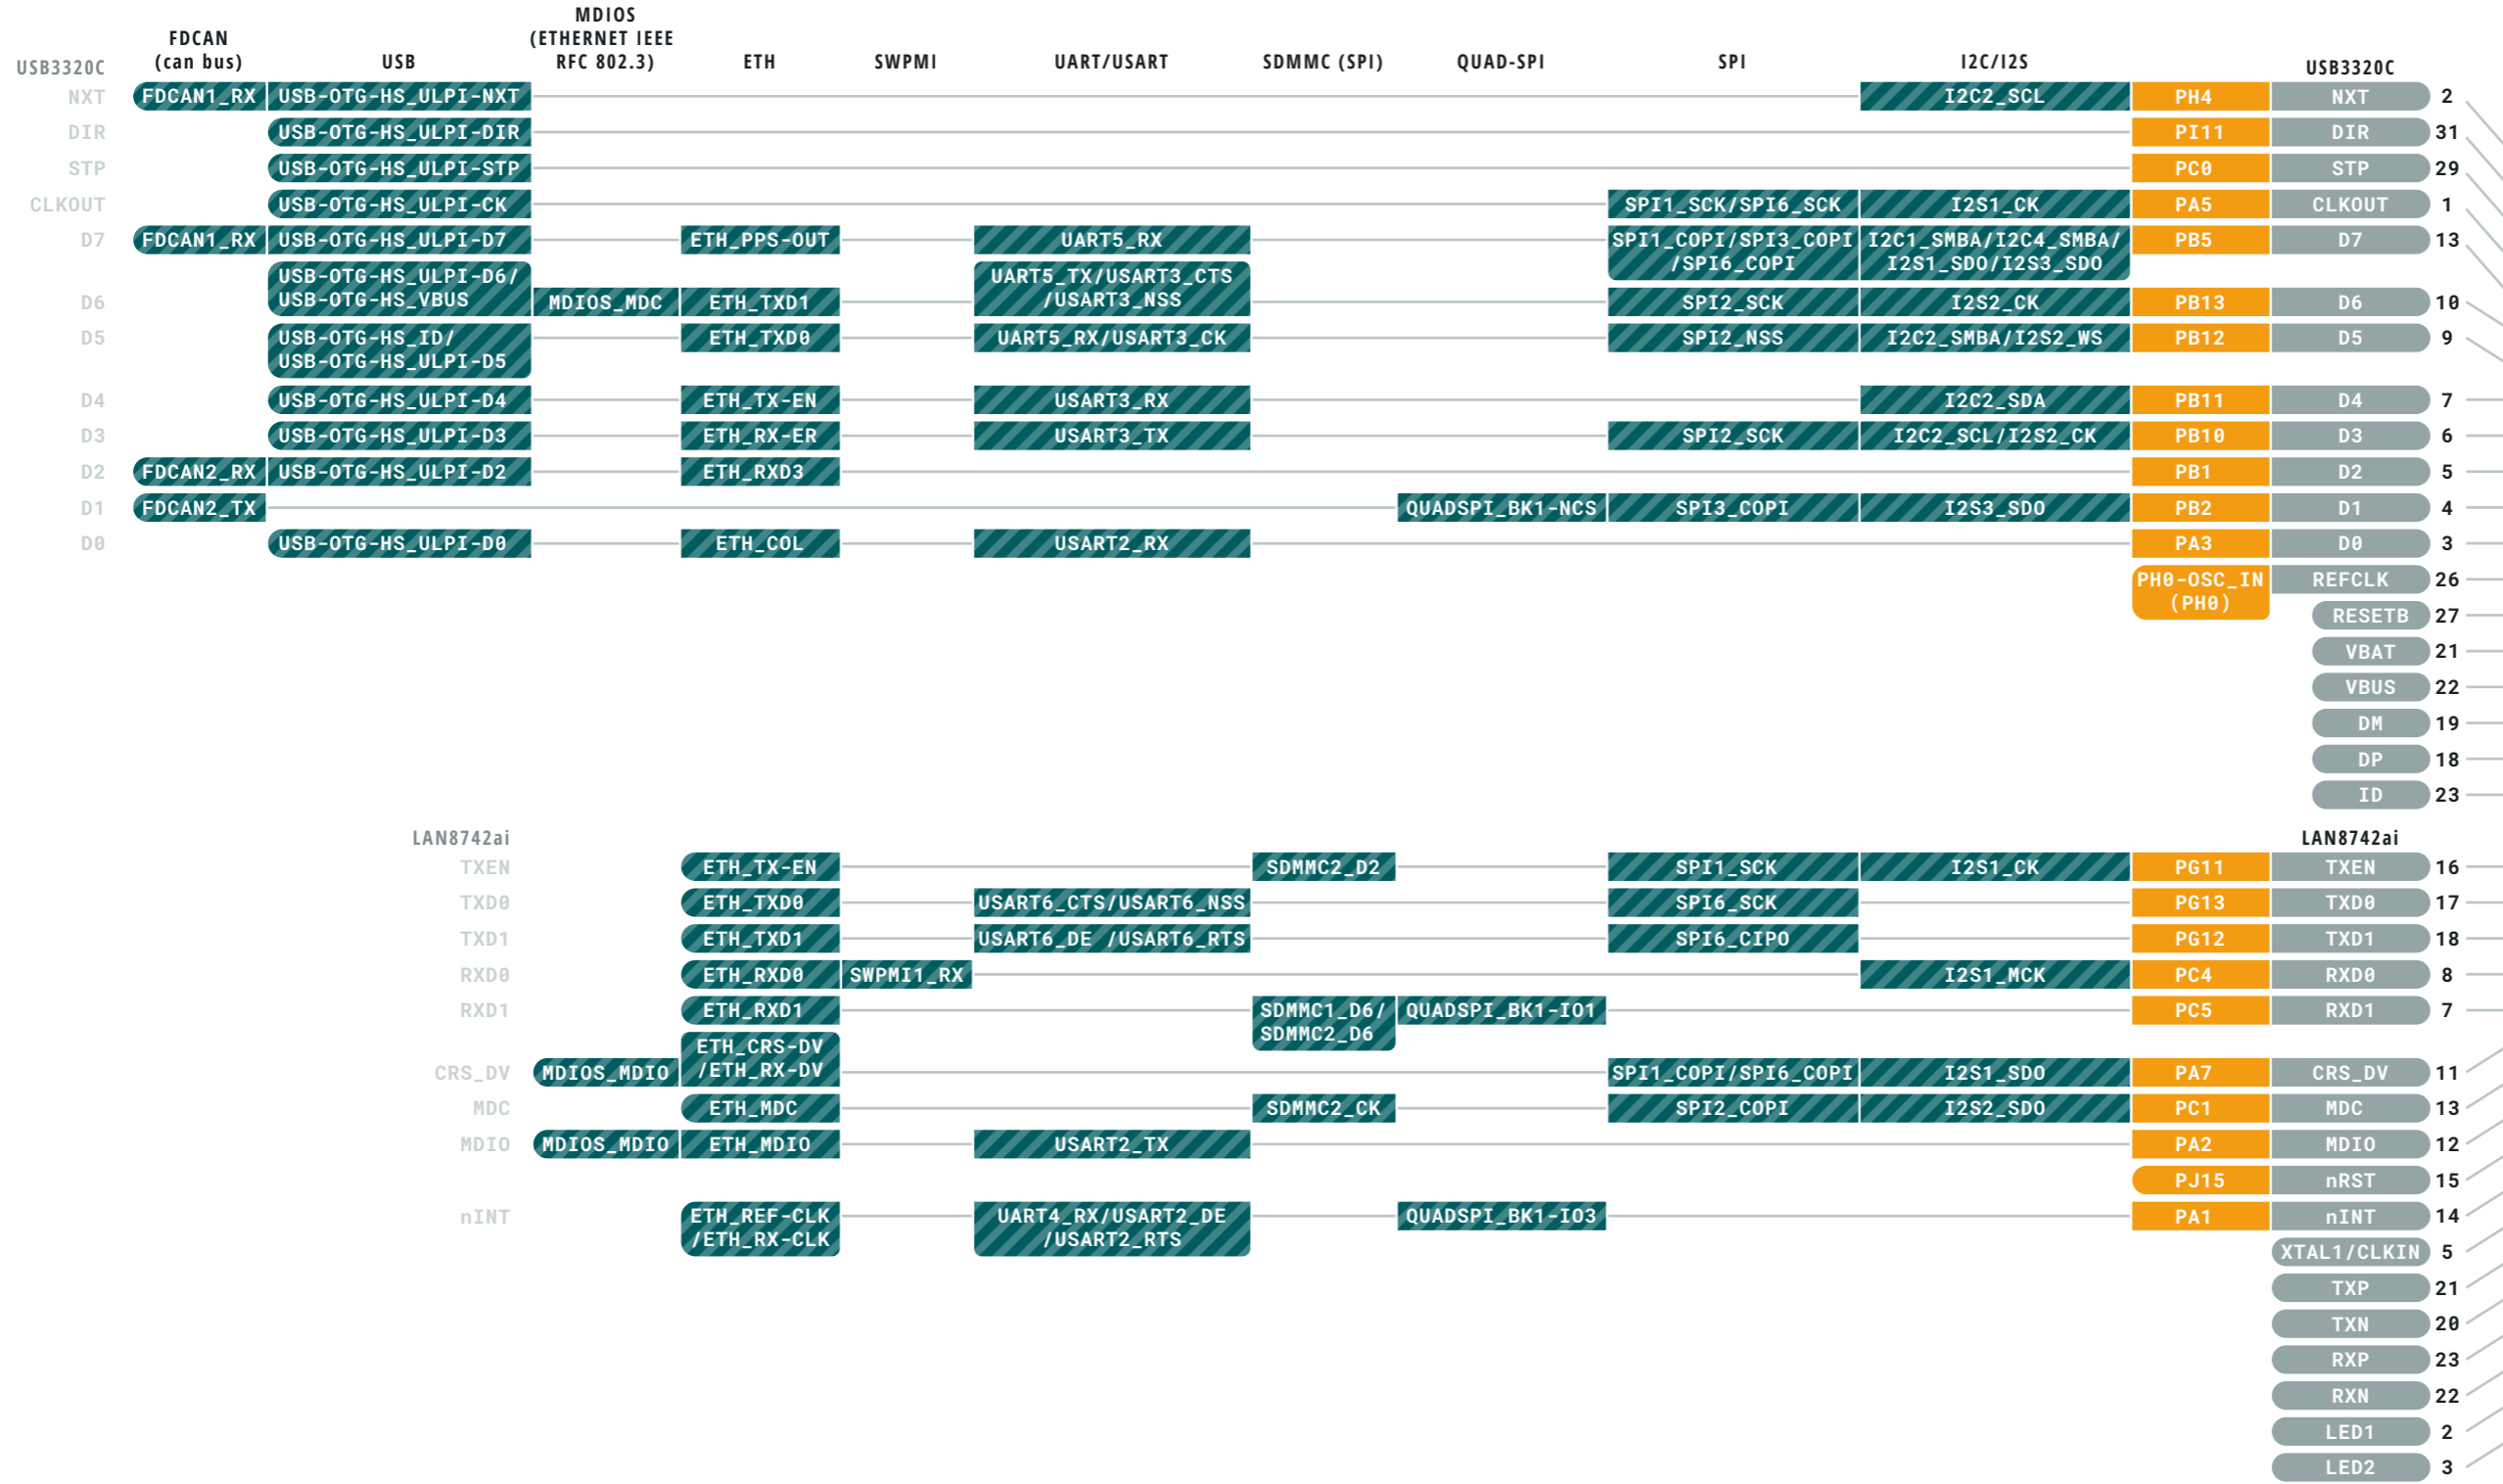 MDIOS
FDCAN (ETHERNET IEEE
USB3320C (can bus) USB RFC 802.3) ETH SWPMI UART/USART SDMMC (SPI) QUAD-SPI SPI I2C/I2S USB3320C
NXT FDCAN1_RX USB-OTG-HS_ULPI-NXT I2C2_SCL PH4 NXT 2
DIR USB-OTG-HS_ULPI-DIR PI11 DIR 31
STP USB-OTG-HS_ULPI-STP PC0 STP 29
CLKOUT USB-OTG-HS_ULPI-CK SPI1_SCK/SPI6_SCK I2S1_CK PA5 CLKOUT 1
D7 FDCAN1_RX USB-OTG-HS_ULPI-D7 ETH_PPS-OUT UART5_RX SPI1_COPI/SPI3_COPI I2C1_SMBA/I2C4_SMBA/ PB5 D7 13
/SPI6_COPI I2S1_SDO/I2S3_SDO
USB-OTG-HS_ULPI-D6/ UART5_TX/USART3_CTS
D6 USB-OTG-HS_VBUS MDIOS_MDC ETH_TXD1 /USART3_NSS SPI2_SCK I2S2_CK PB13 D6 10
D5 USB-OTG-HS_ID/ ETH_TXD0 UART5_RX/USART3_CK SPI2_NSS I2C2_SMBA/I2S2_WS PB12 D5 9
USB-OTG-HS_ULPI-D5
D4 USB-OTG-HS_ULPI-D4 ETH_TX-EN USART3_RX I2C2_SDA PB11 D4 7
D3 USB-OTG-HS_ULPI-D3 ETH_RX-ER USART3_TX SPI2_SCK I2C2_SCL/I2S2_CK PB10 D3 6
D2 FDCAN2_RX USB-OTG-HS_ULPI-D2 ETH_RXD3 PB1 D2 5
D1 FDCAN2_TX QUADSPI_BK1-NCS SPI3_COPI I2S3_SDO PB2 D1 4
D0 USB-OTG-HS_ULPI-D0 ETH_COL USART2_RX PA3 D0 3
PH0-OSC_IN REFCLK 26
(PH0)
RESETB 27
VBAT 21
VBUS 22
DM 19
DP 18
ID 23
LAN8742ai LAN8742ai
TXEN ETH_TX-EN SDMMC2_D2 SPI1_SCK I2S1_CK PG11 TXEN 16
TXD0 ETH_TXD0 USART6_CTS/USART6_NSS SPI6_SCK PG13 TXD0 17
TXD1 ETH_TXD1 USART6_DE /USART6_RTS SPI6_CIPO PG12 TXD1 18
RXD0 ETH_RXD0 SWPMI1_RX I2S1_MCK PC4 RXD0 8
RXD1 ETH_RXD1 SDMMC1_D6/ QUADSPI_BK1-IO1 PC5 RXD1 7
SDMMC2_D6
ETH_CRS-DV
CRS_DV MDIOS_MDIO /ETH_RX-DV SPI1_COPI/SPI6_COPI I2S1_SDO PA7 CRS_DV 11
MDC ETH_MDC SDMMC2_CK SPI2_COPI I2S2_SDO PC1 MDC 13
MDIO MDIOS_MDIO ETH_MDIO USART2_TX PA2 MDIO 12
PJ15 nRST 15
nINT ETH_REF-CLK UART4_RX/USART2_DE QUADSPI_BK1-IO3 PA1 nINT 14
/ETH_RX-CLK /USART2_RTS
XTAL1/CLKIN 5
TXP 21
TXN 20
RXP 23
RXN 22
LED1 2
LED2 3